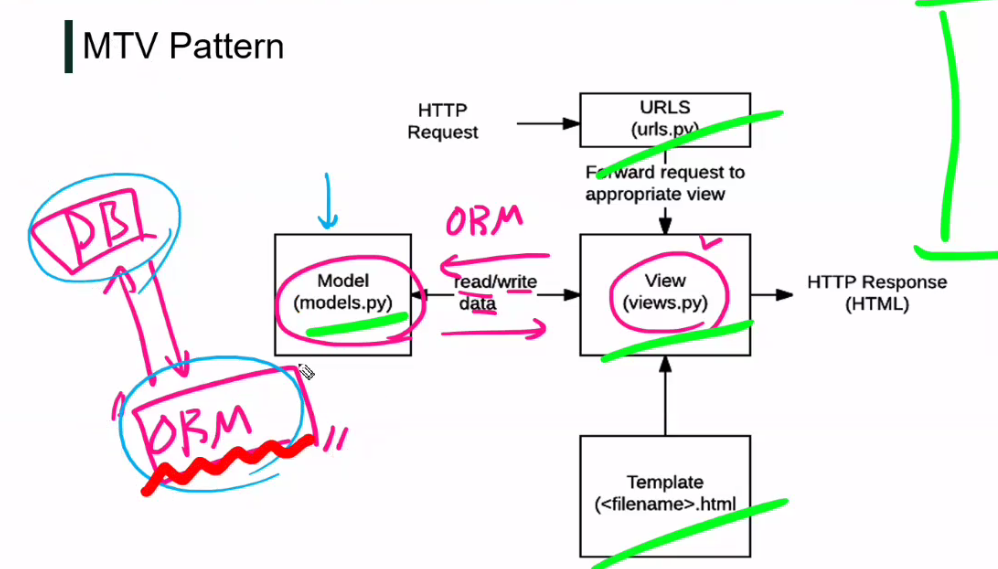 MTV Pattern
HTTP
Request
URLS
(urls.py)
Forward request to
appropriate view
DB
ORM
Model
(models.py)
read/write
data
View
(views.py)
HTTP Response
(HTML)
ORM
Template
(<filename>.html